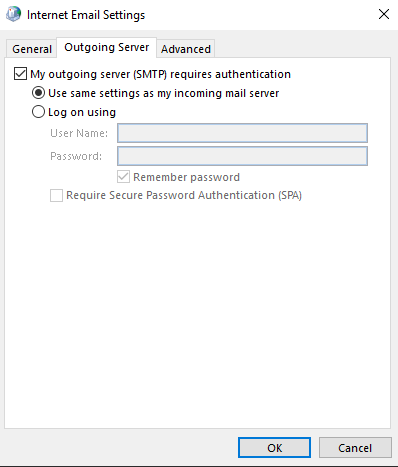 Internet Email Settings
General Outgoing Server Advanced
My outgoing server (SMTP) requires authentication
Use same settings as my incoming mail server
Log on using
User Name:
Password:
Remember password
Require Secure Password Authentication (SPA)
OK Cancel